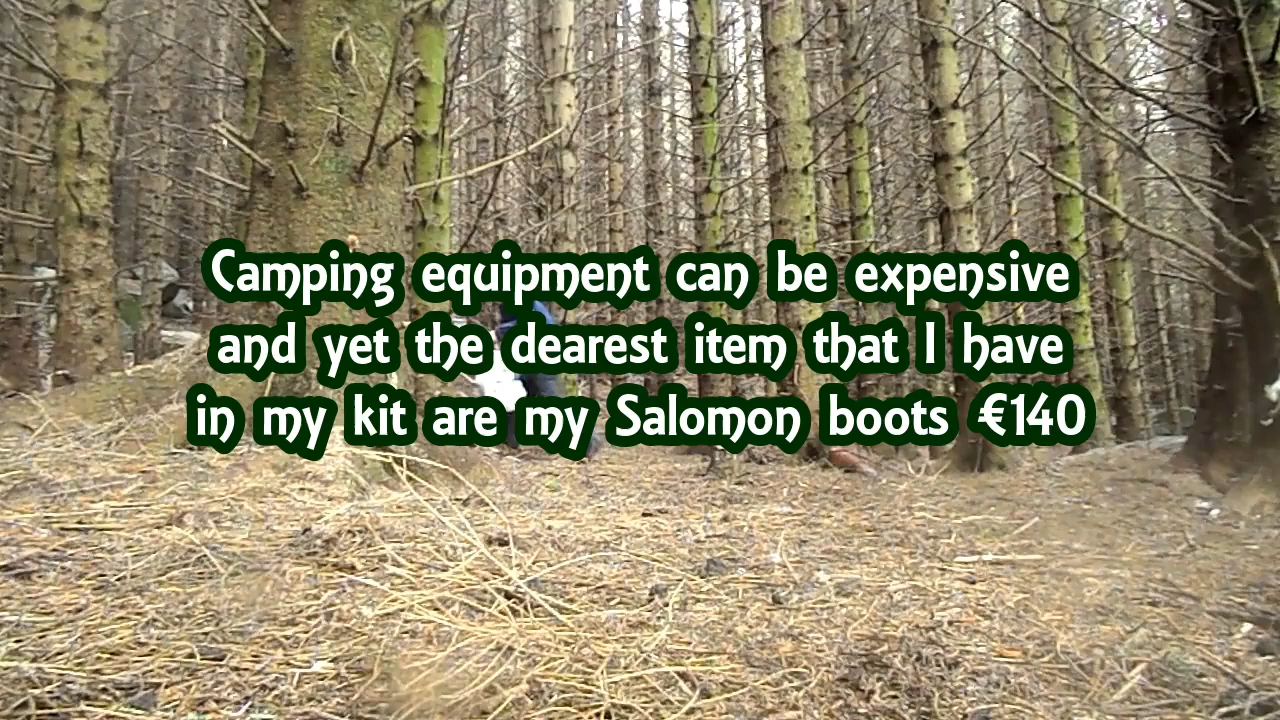 Camping equipment can be expensive
and yet the dearest item that I have
in my kit are my Salomon boots €140